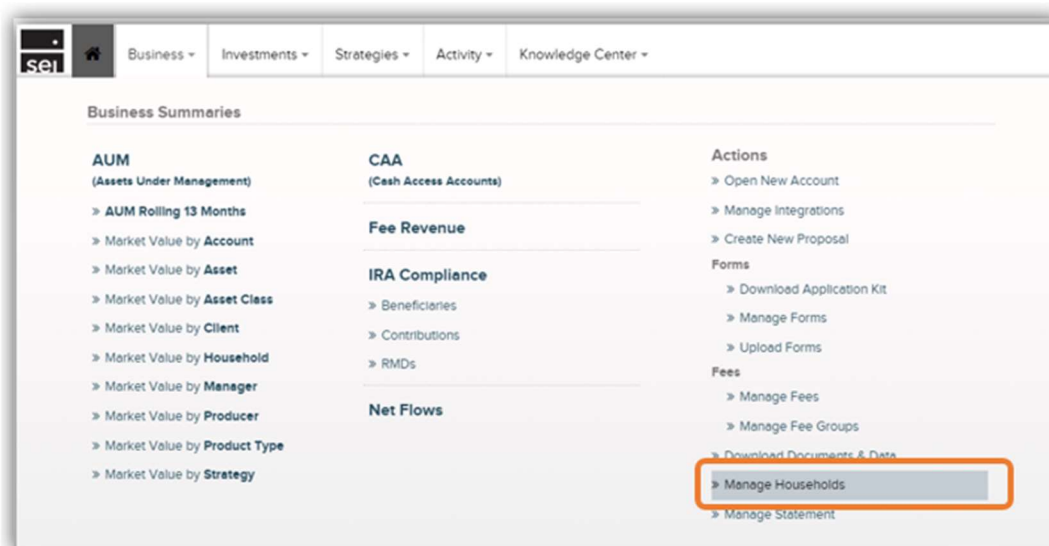 sei
Business
Investments
Strategies
Activity
Knowledge Center
Business Summaries
AUM
(Assets Under Management)
» AUM Rolling 13 Months
» Market Value by Account
» Market Value by Asset
» Market Value by Asset Class
» Market Value by Client
» Market Value by Household
» Market Value by Manager
» Market Value by Producer
» Market Value by Product Type
» Market Value by Strategy
CAA
(Cash Access Accounts)
Fee Revenue
IRA Compliance
» Beneficiaries
» Contributions
» RMDs
Net Flows
Actions
» Open New Account
» Manage Integrations
» Create New Proposal
Forms
» Download Application Kit
» Manage Forms
» Upload Forms
Fees
» Manage Fees
» Manage Fee Groups
» Download Documents & Data
» Manage Households
» Manage Statement